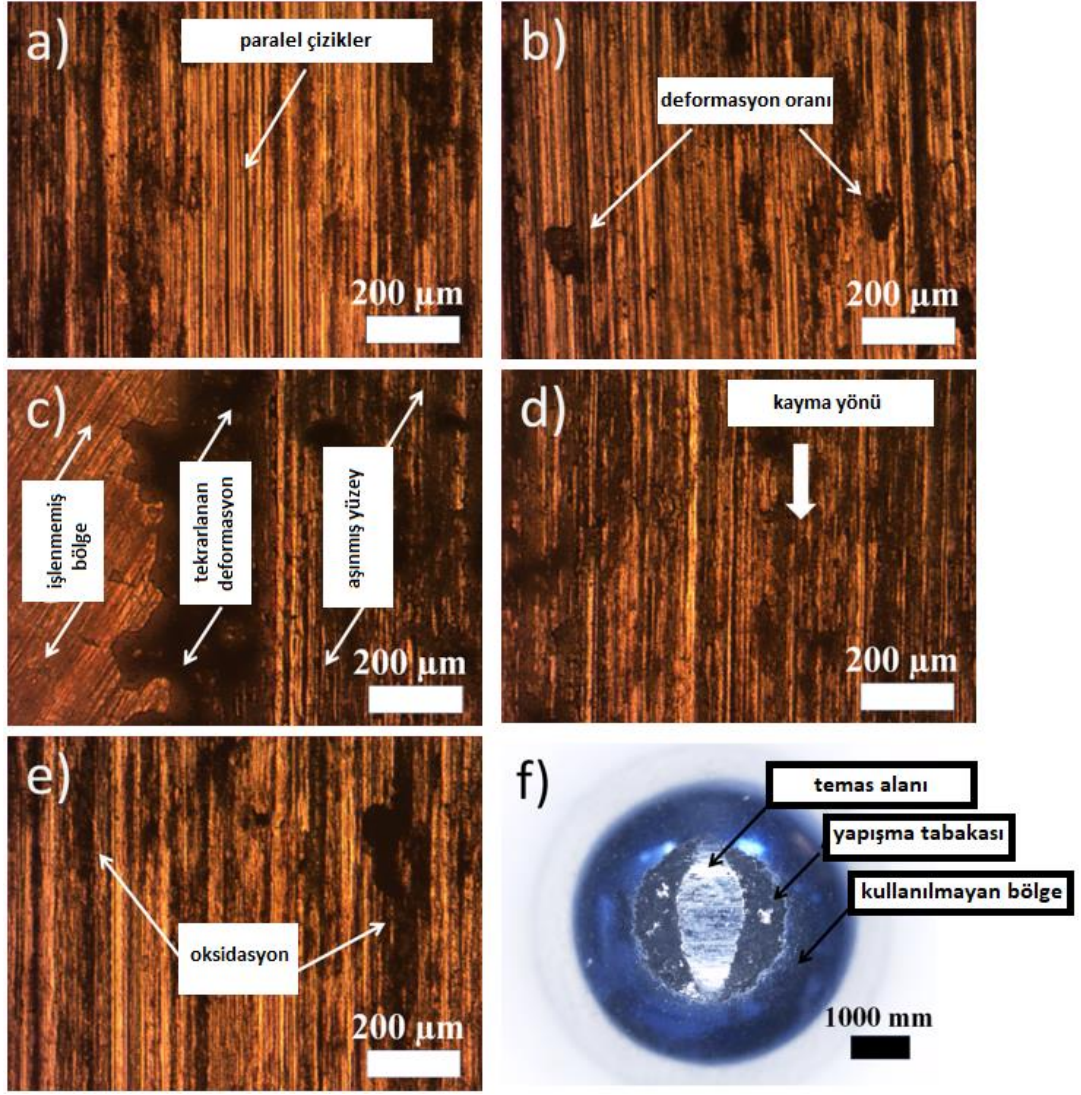 a)
paralel çizikler
200 µm
b)
deformasyon oranı
200 µm
c)
işlenmemiş
bölge
tekrarlanan
deformasyon
aşınmış yüzey
200 µm
d)
kayma yönü
200 µm
e)
oksidasyon
200 µm
f)
temas alanı
yapışma tabakası
kullanılmayan bölge
1000 mm